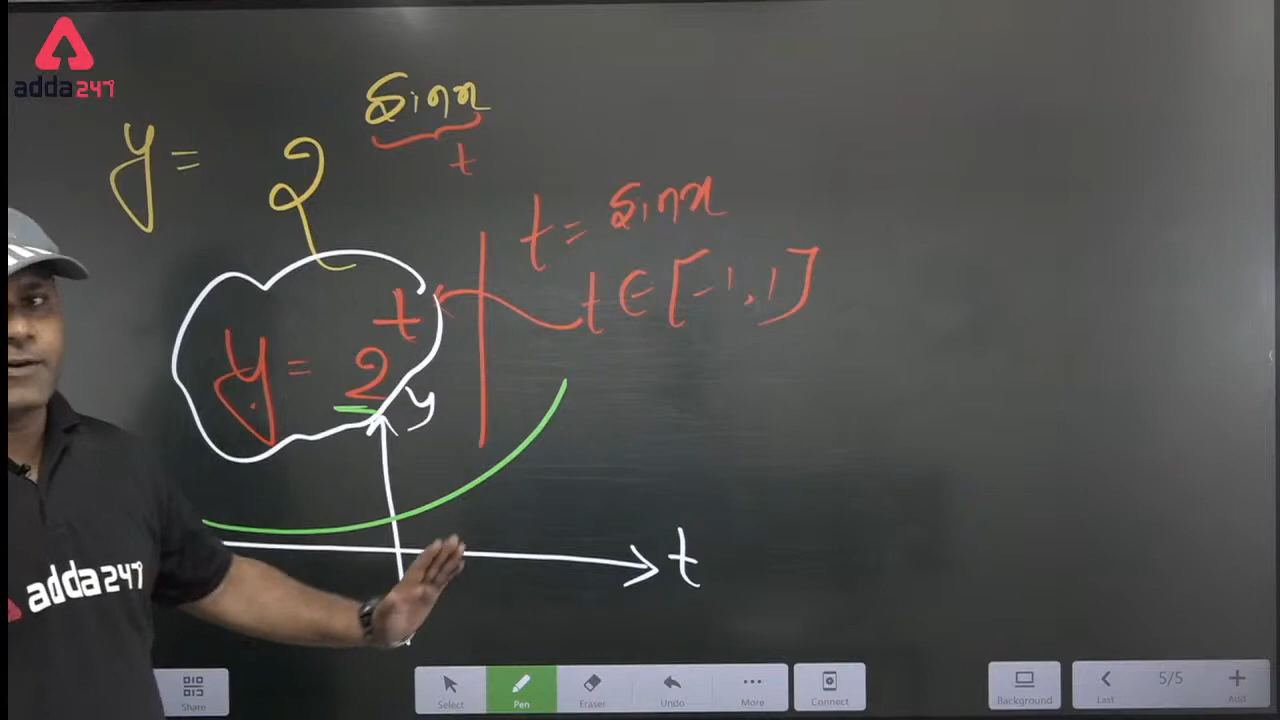 adda247
y = 2 sinx
t
t = sinx
t ∈ [-1, 1]
y = 2 t
y
t
adda247
Share
Select
Pen
Eraser
Undo
More
Connect
Background
Last
5/5
Add